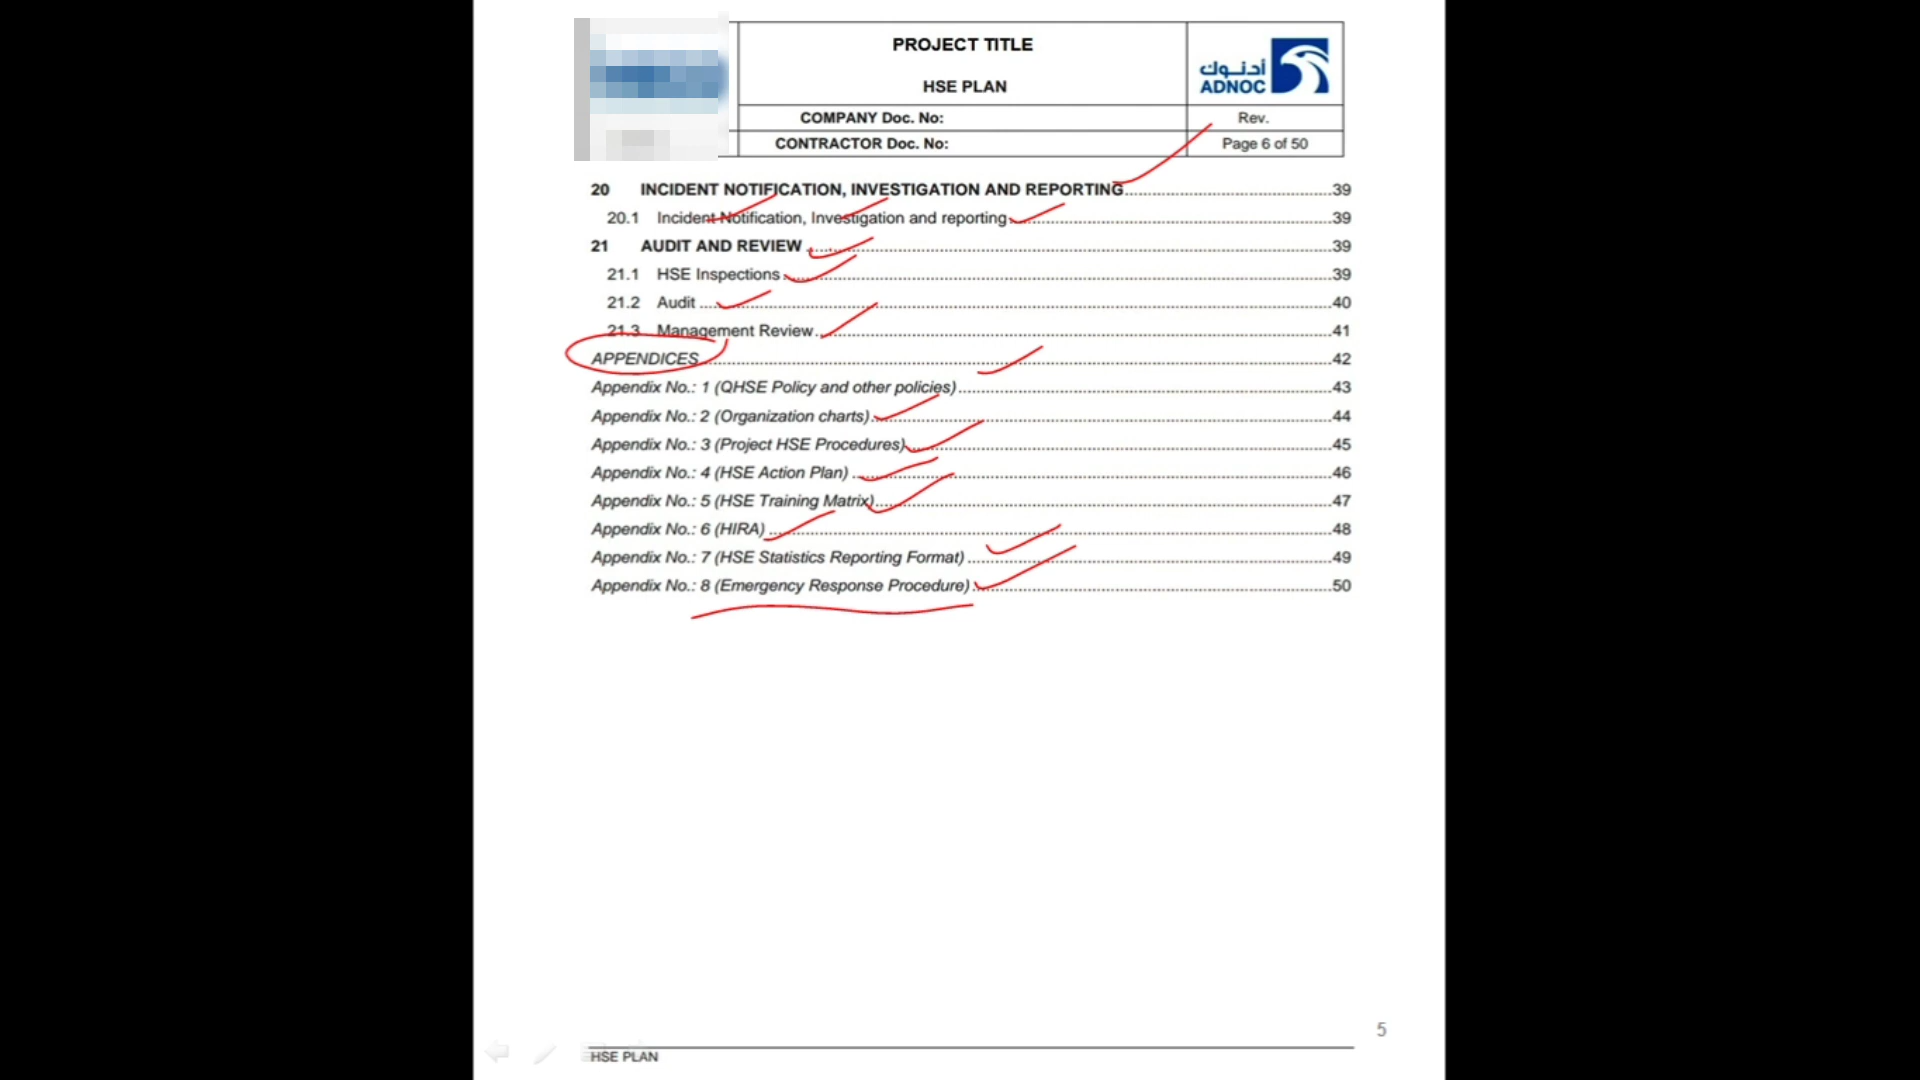 PROJECT TITLE
HSE PLAN
أدنوك
ADNOC
COMPANY Doc. No:
Rev.
CONTRACTOR Doc. No:
Page 6 of 50
20 INCIDENT NOTIFICATION, INVESTIGATION AND REPORTING 39
20.1 Incident Notification, Investigation and reporting 39
21 AUDIT AND REVIEW 39
21.1 HSE Inspections 39
21.2 Audit 40
21.3 Management Review 41
APPENDICES 42
Appendix No.: 1 (QHSE Policy and other policies) 43
Appendix No.: 2 (Organization charts) 44
Appendix No.: 3 (Project HSE Procedures) 45
Appendix No.: 4 (HSE Action Plan) 46
Appendix No.: 5 (HSE Training Matrix) 47
Appendix No.: 6 (HIRA) 48
Appendix No.: 7 (HSE Statistics Reporting Format) 49
Appendix No.: 8 (Emergency Response Procedure) 50
5
HSE PLAN